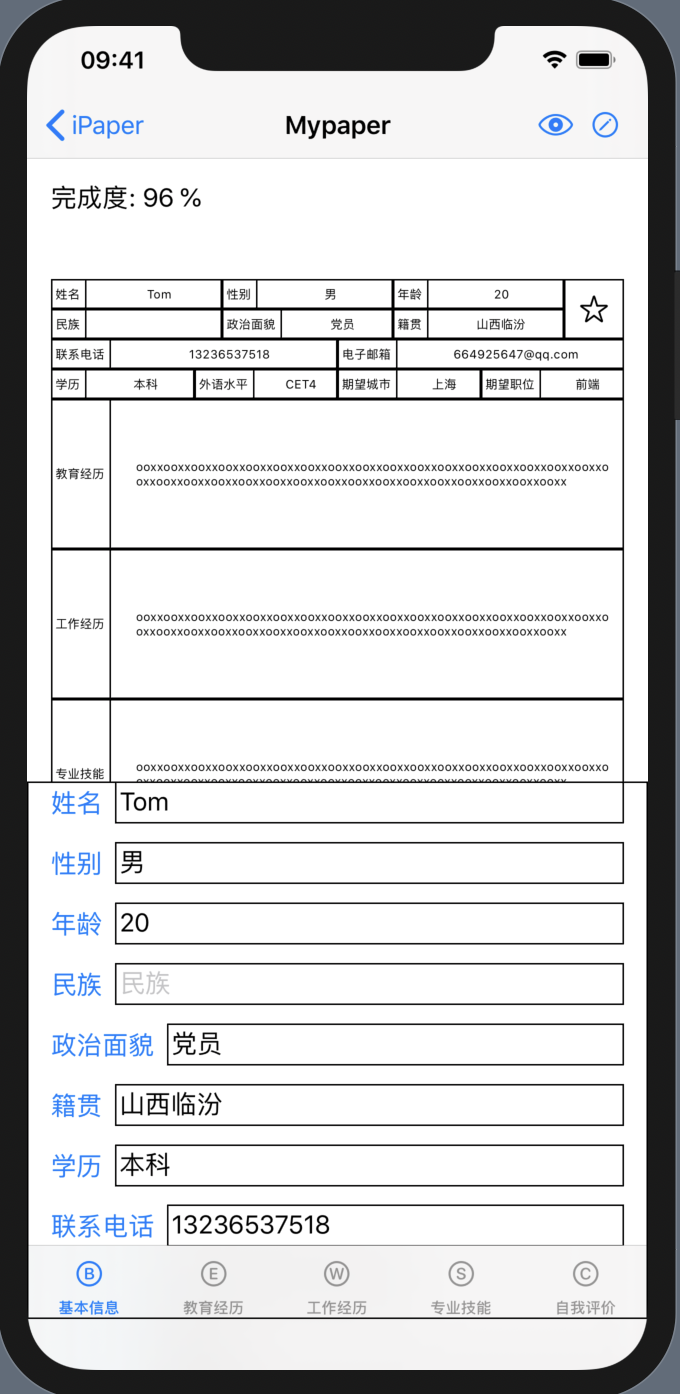 09:41
iPaper
Mypaper
完成度: 96 %
姓名 Tom 性别 男 年龄 20
民族 政治面貌 党员 籍贯 山西临汾
联系电话 13236537518 电子邮箱 664925647@qq.com
学历 本科 外语水平 CET4 期望城市 上海 期望职位 前端
教育经历
ooxxooxxooxxooxxooxxooxxooxxooxxooxxooxxooxxooxxooxxooxxooxxooxxooxxo
oxxooxxooxxooxxooxxooxxooxxooxxooxxooxxooxxooxxooxxooxxooxxooxx
工作经历
ooxxooxxooxxooxxooxxooxxooxxooxxooxxooxxooxxooxxooxxooxxooxxooxxooxxo
oxxooxxooxxooxxooxxooxxooxxooxxooxxooxxooxxooxxooxxooxxooxxooxx
专业技能
ooxxooxxooxxooxxooxxooxxooxxooxxooxxooxxooxxooxxooxxooxxooxxooxxooxxo
姓名 Tom
性别 男
年龄 20
民族 民族
政治面貌 党员
籍贯 山西临汾
学历 本科
联系电话 13236537518
B E W S C
基本信息 教育经历 工作经历 专业技能 自我评价